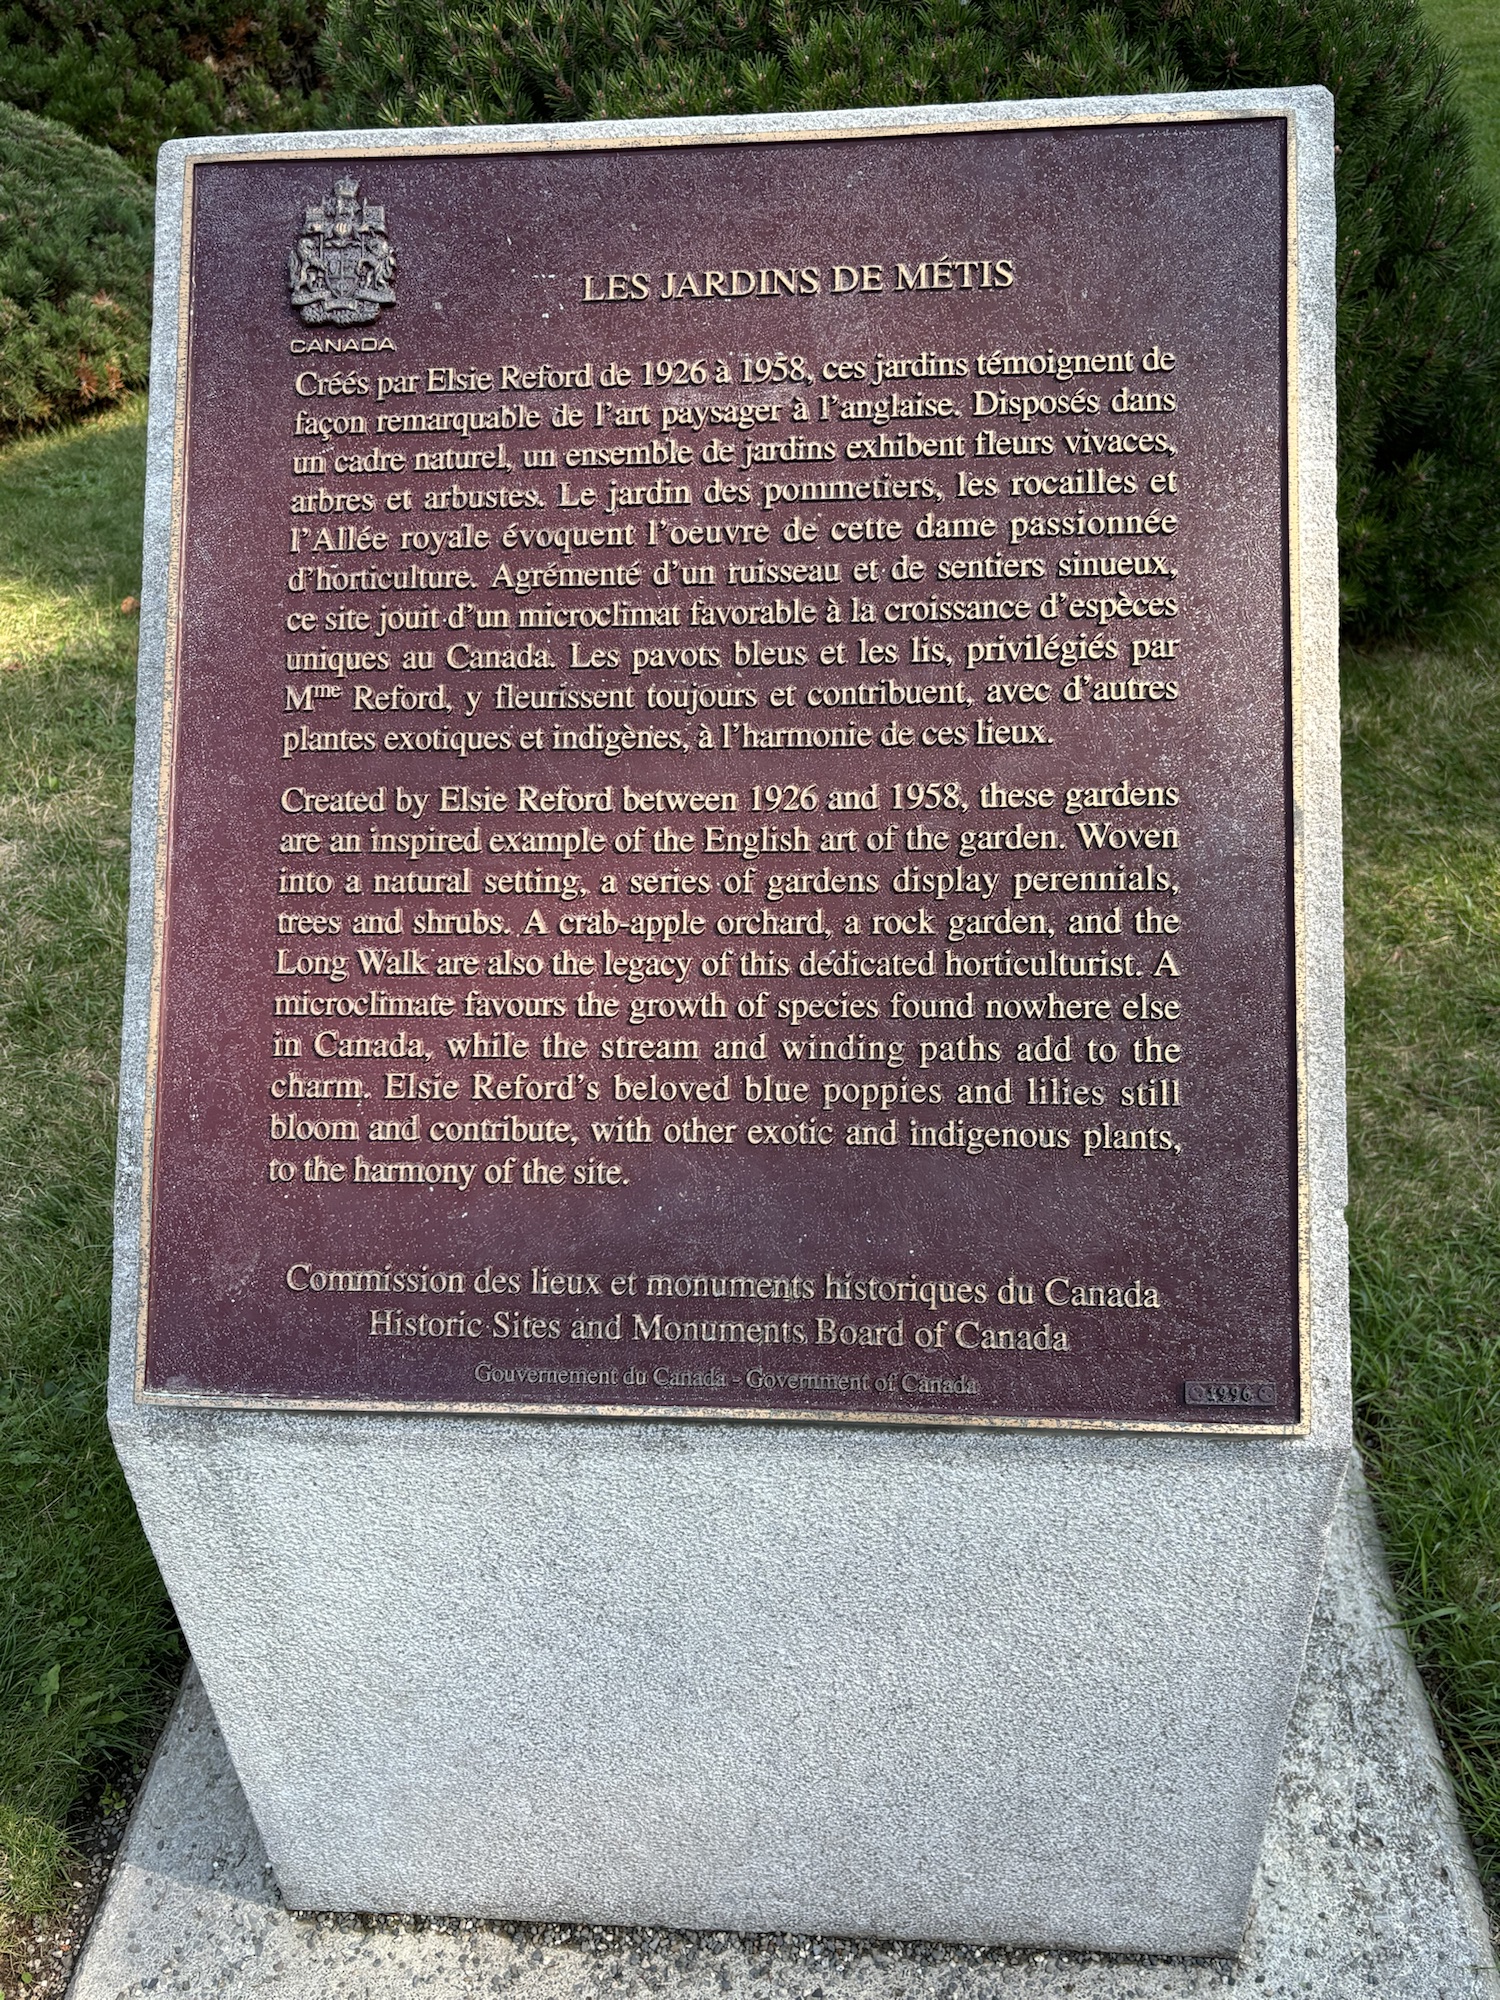 CANADA
LES JARDINS DE MÉTIS
Créés par Elsie Reford de 1926 à 1958, ces jardins témoignent de
façon remarquable de l'art paysager à l'anglaise. Disposés dans
un cadre naturel, un ensemble de jardins exhibent fleurs vivaces,
arbres et arbustes. Le jardin des pommetiers, les rocailles et
l'Allée royale évoquent l'oeuvre de cette dame passionnée
d'horticulture. Agrémenté d'un ruisseau et de sentiers sinueux,
ce site jouit d'un microclimat favorable à la croissance d'espèces
uniques au Canada. Les pavots bleus et les lis, privilégiés par
Mme Reford, y fleurissent toujours et contribuent, avec d'autres
plantes exotiques et indigènes, à l'harmonie de ces lieux.
Created by Elsie Reford between 1926 and 1958, these gardens
are an inspired example of the English art of the garden. Woven
into a natural setting, a series of gardens display perennials,
trees and shrubs. A crab-apple orchard, a rock garden, and the
Long Walk are also the legacy of this dedicated horticulturist. A
microclimate favours the growth of species found nowhere else
in Canada, while the stream and winding paths add to the
charm. Elsie Reford's beloved blue poppies and lilies still
bloom and contribute, with other exotic and indigenous plants,
to the harmony of the site.
Commission des lieux et monuments historiques du Canada
Historic Sites and Monuments Board of Canada
Gouvernement du Canada - Government of Canada
1996